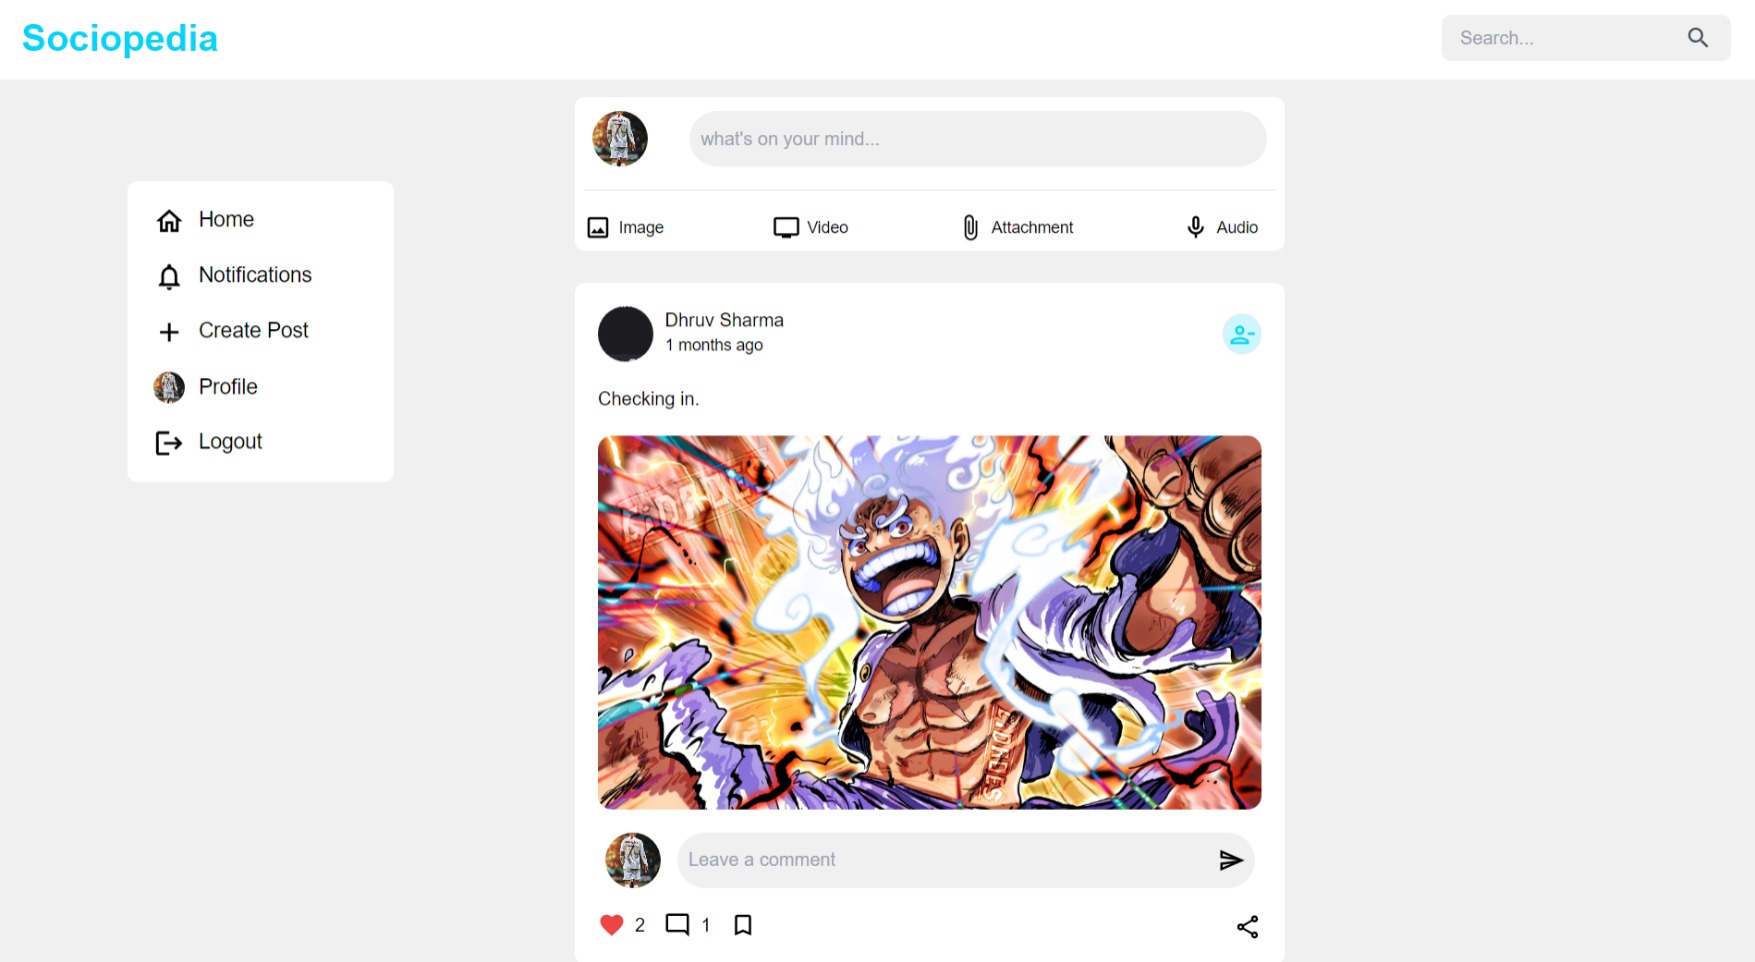 Sociopedia
Search...
what's on your mind...
Image
Video
Attachment
Audio
Home
Notifications
Create Post
Profile
Logout
Dhruv Sharma
1 months ago
Checking in.
Leave a comment
2
1